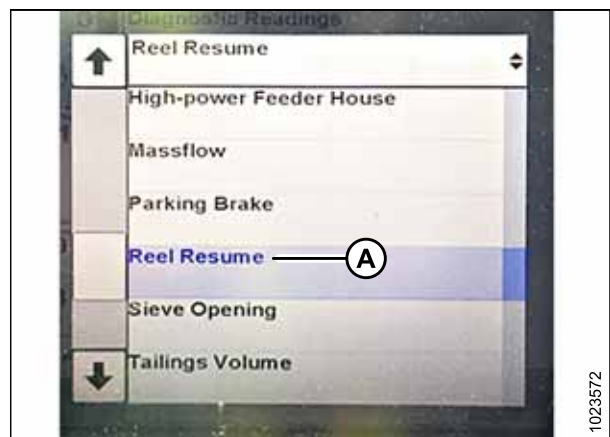 Diagnostic Readings
Reel Resume
High-power Feeder House
Massflow
Parking Brake
Reel Resume
A
Sieve Opening
Tailings Volume
1023572